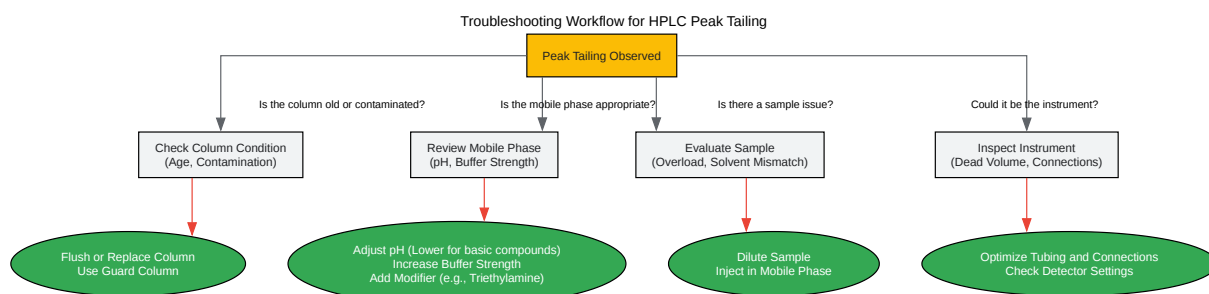 Troubleshooting Workflow for HPLC Peak Tailing
Peak Tailing Observed
Is the column old or contaminated?
Is the mobile phase appropriate?
Is there a sample issue?
Could it be the instrument?
Check Column Condition
(Age, Contamination)
Review Mobile Phase
(pH, Buffer Strength)
Evaluate Sample
(Overload, Solvent Mismatch)
Inspect Instrument
(Dead Volume, Connections)
Flush or Replace Column
Use Guard Column
Adjust pH (Lower for basic compounds)
Increase Buffer Strength
Add Modifier (e.g., Triethylamine)
Dilute Sample
Inject in Mobile Phase
Optimize Tubing and Connections
Check Detector Settings